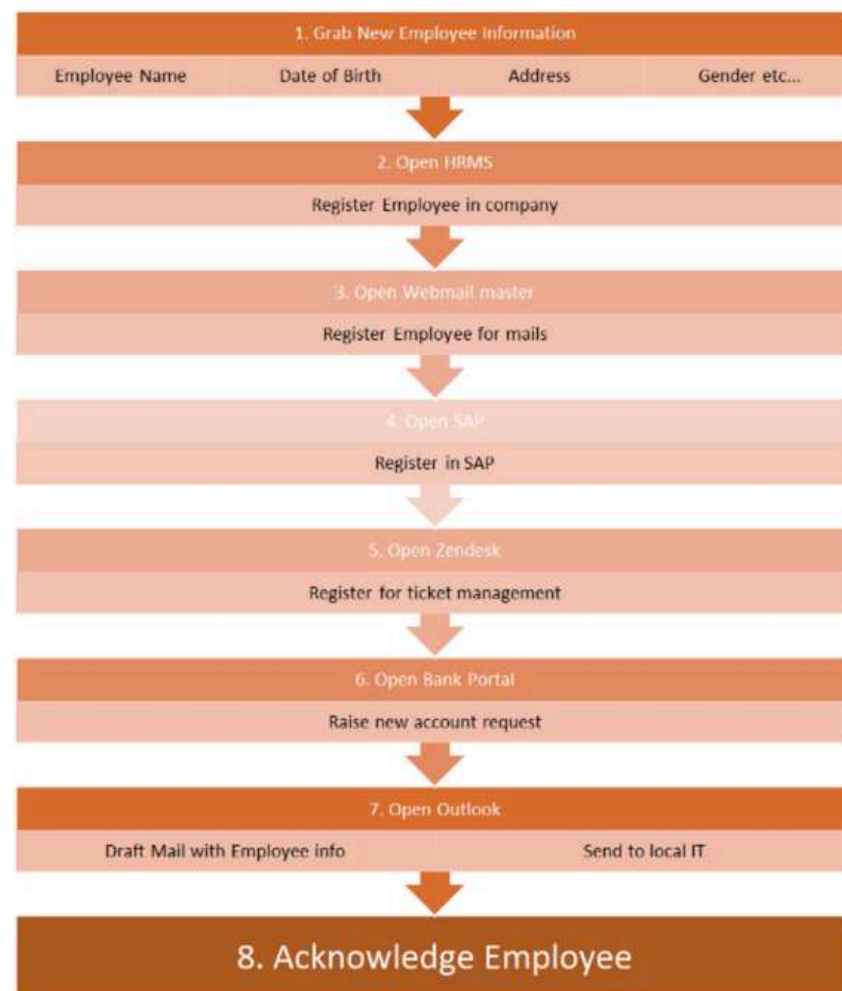 1. Grab New Employee Information
Employee Name Date of Birth Address Gender etc...
2. Open HRMS
Register Employee in company
3. Open Webmail master
Register Employee for mails
4. Open SAP
Register in SAP
5. Open Zendesk
Register for ticket management
6. Open Bank Portal
Raise new account request
7. Open Outlook
Draft Mail with Employee info Send to local IT
8. Acknowledge Employee